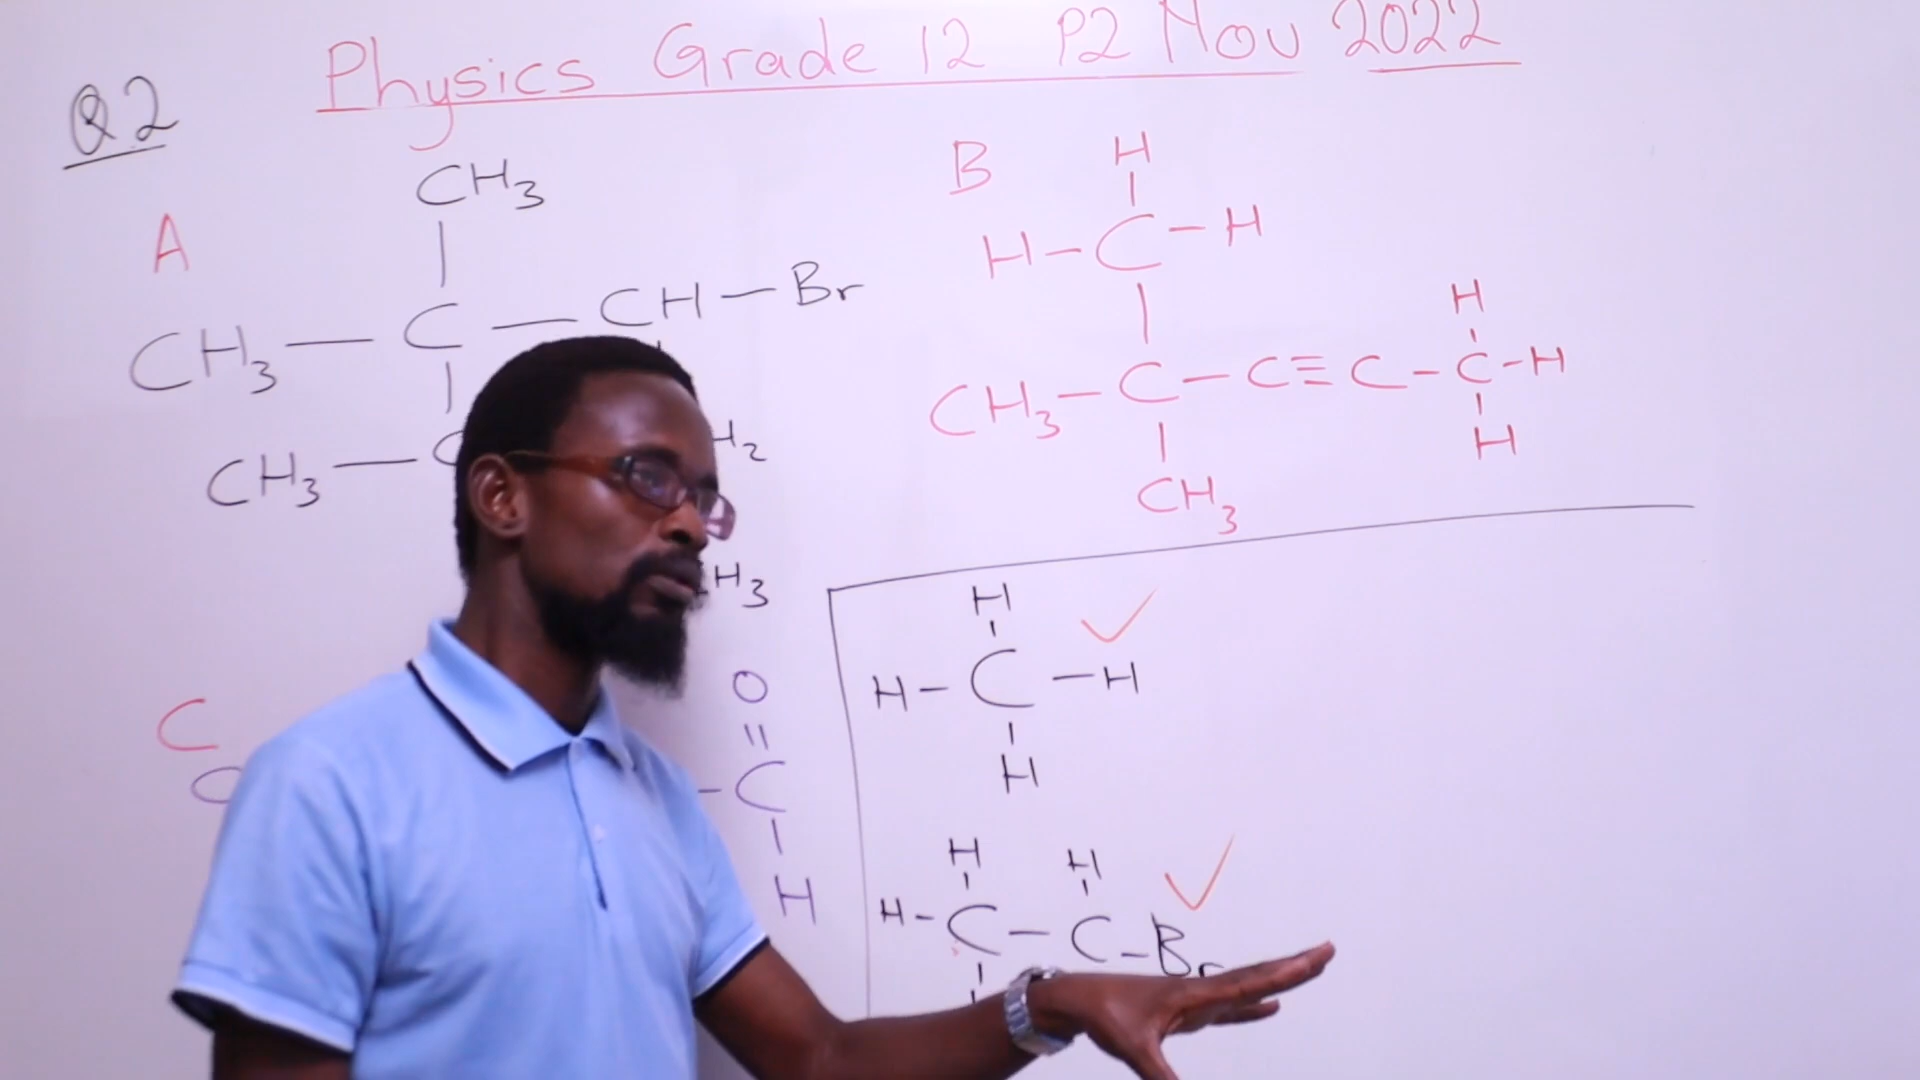 Physics Grade 12 P2 Nov 2022
Q2
A
CH3
CH3 — C — CH — Br
CH3 — C
H2
H3
B
H
H - C - H
CH3 - C - C ≡ C - C - H
H
H
CH3
C
O
C
H
H
H - C - H
H
H H
H - C - C - Br